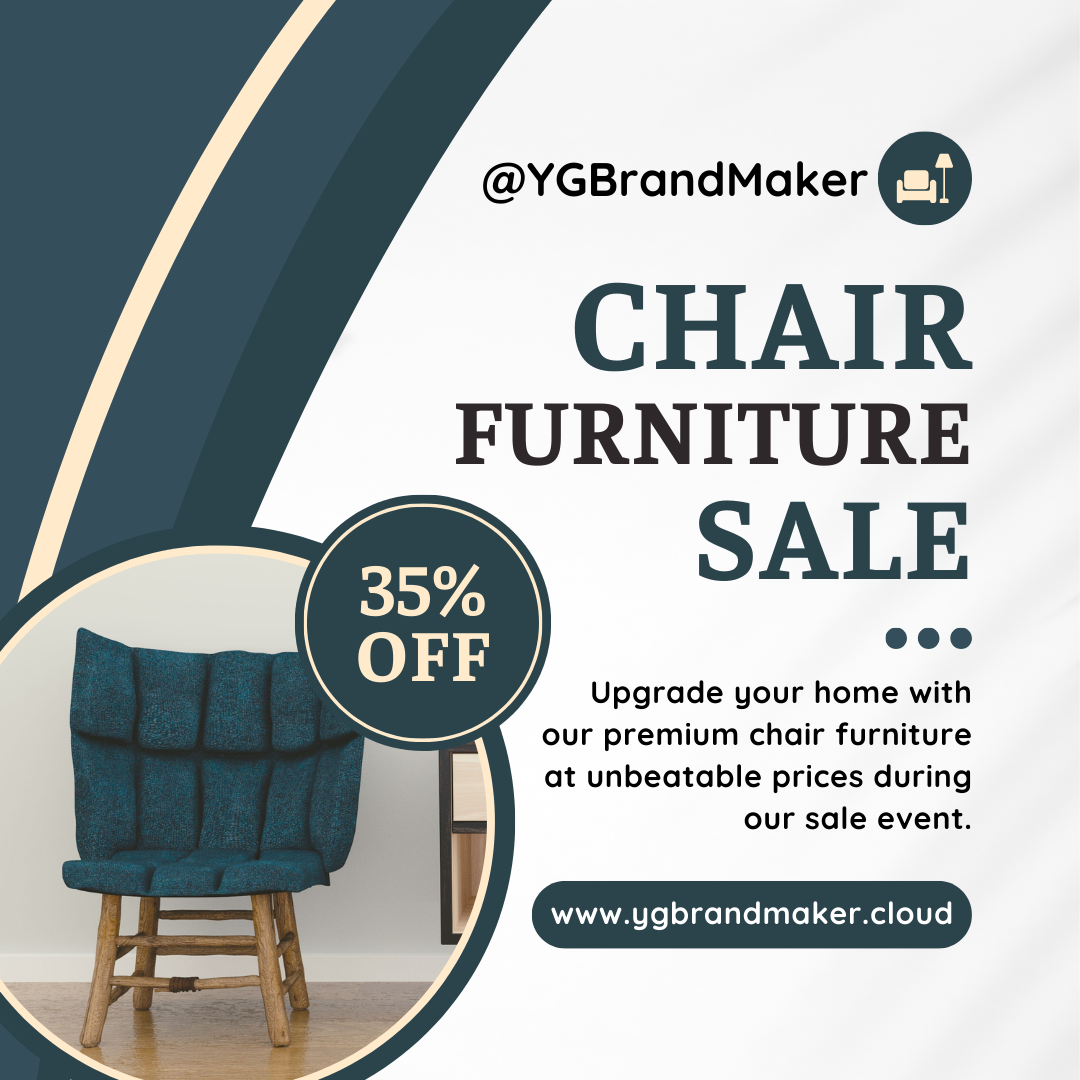 @YGBrandMaker
CHAIR
FURNITURE
SALE
35%
OFF
Upgrade your home with
our premium chair furniture
at unbeatable prices during
our sale event.
www.ygbrandmaker.cloud